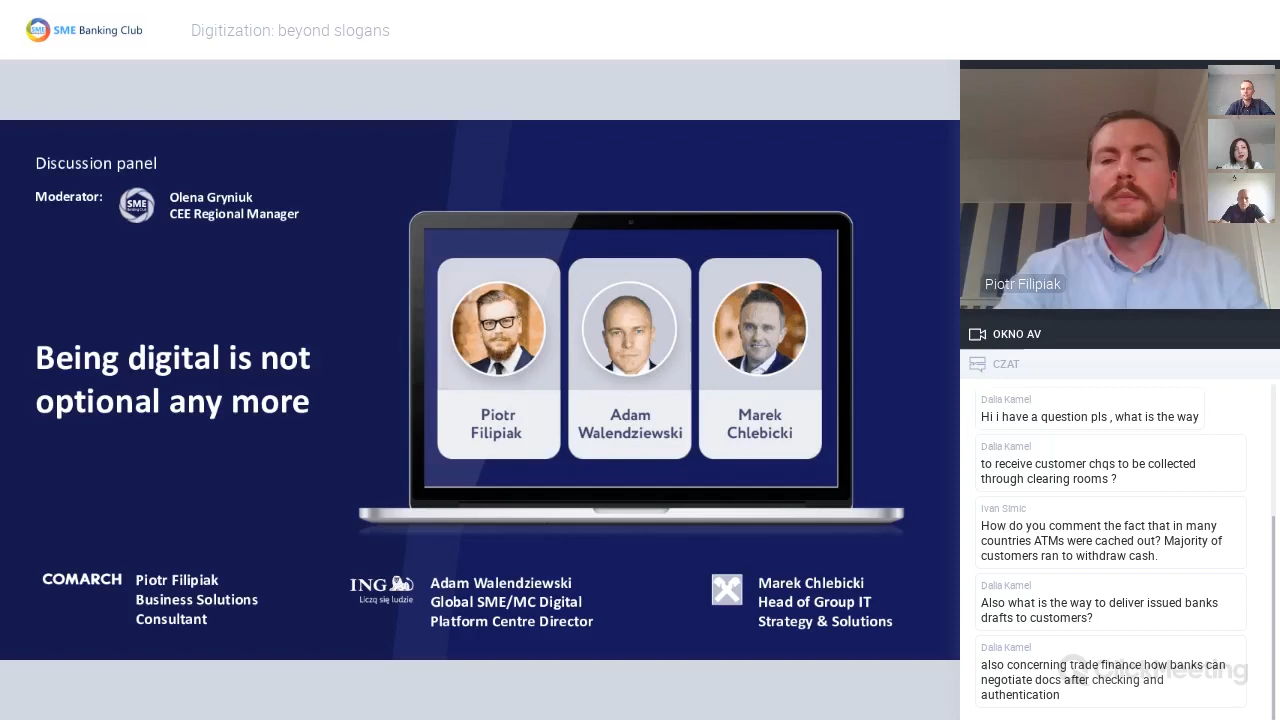 SME
SME Banking Club
Digitization: beyond slogans
Discussion panel
Moderator:
SME
Banking Club
Olena Gryniuk
CEE Regional Manager
Being digital is not
optional any more
Piotr
Filipiak
Adam
Walendziewski
Marek
Chlebicki
COMARCH
Piotr Filipiak
Business Solutions
Consultant
ING
Liczą się ludzie
Adam Walendziewski
Global SME/MC Digital
Platform Centre Director
Marek Chlebicki
Head of Group IT
Strategy & Solutions
Piotr Filipiak
OKNO AV
CZAT
Dalia Kamel
Hi i have a question pls , what is the way
Dalia Kamel
to receive customer chqs to be collected
through clearing rooms ?
Ivan Simic
How do you comment the fact that in many
countries ATMs were cached out? Majority of
customers ran to withdraw cash.
Dalia Kamel
Also what is the way to deliver issued banks
drafts to customers?
Dalia Kamel
also concerning trade finance how banks can
negotiate docs after checking and
authentication
ClickMeeting